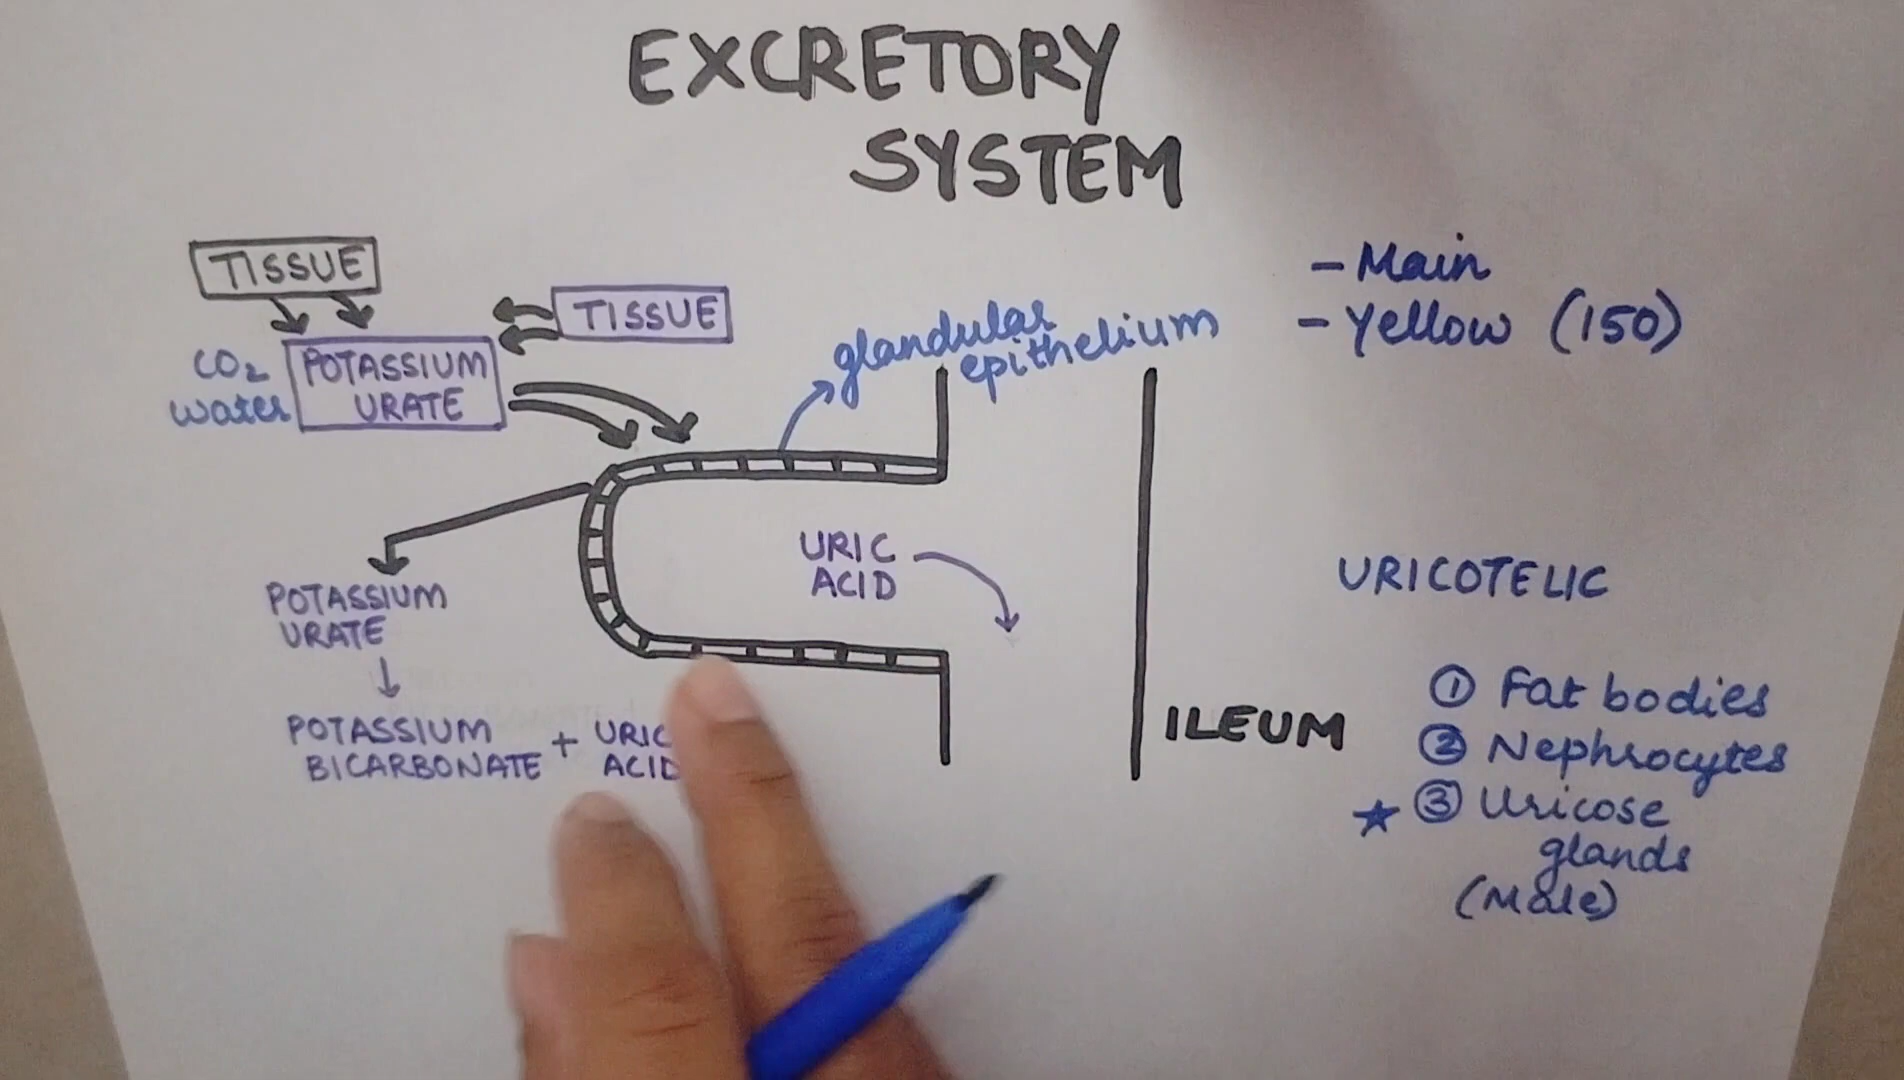 EXCRETORY
SYSTEM
TISSUE
TISSUE
CO2
water
POTASSIUM
URATE
glandular
epithelium
- Main
- Yellow (150)
URIC
ACID
POTASSIUM
URATE
POTASSIUM
BICARBONATE
+
URIC
ACID
ILEUM
URICOTELIC
① Fat bodies
② Nephrocytes
★ ③ Uricose
glands
(Male)